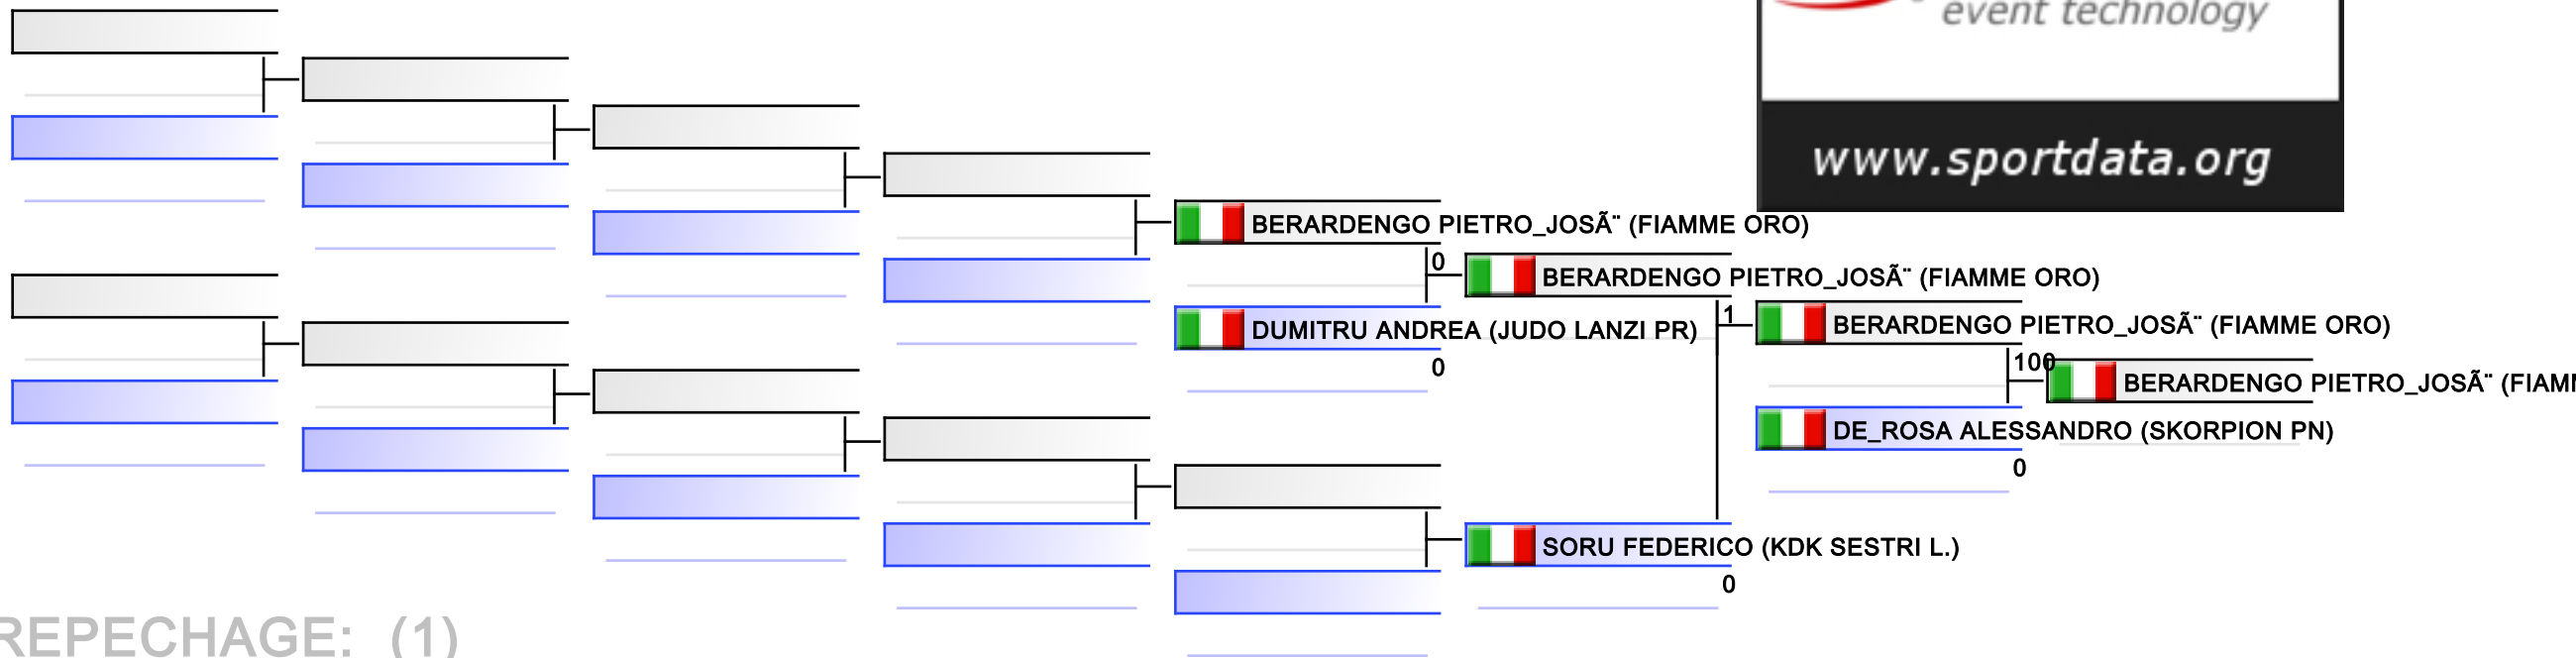 event technology
www.sportdata.org
BERARDENGO PIETRO_JOSÃ¨ (FIAMME ORO)
0
BERARDENGO PIETRO_JOSÃ¨ (FIAMME ORO)
DUMITRU ANDREA (JUDO LANZI PR)
0
1
BERARDENGO PIETRO_JOSÃ¨ (FIAMME ORO)
100
BERARDENGO PIETRO_JOSÃ¨ (FIAM
DE_ROSA ALESSANDRO (SKORPION PN)
0
SORU FEDERICO (KDK SESTRI L.)
0
REPECHAGE: (1)